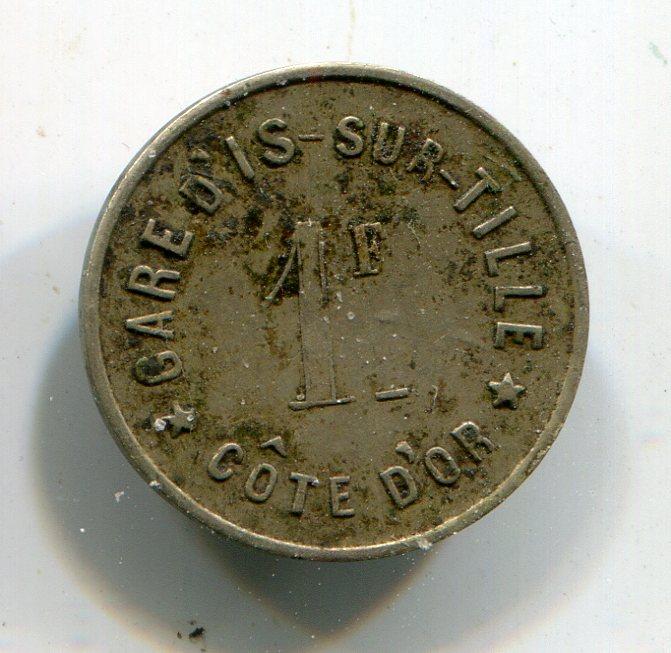 GARE D'IS-SUR-TILLE
1F
CÔTE D'OR